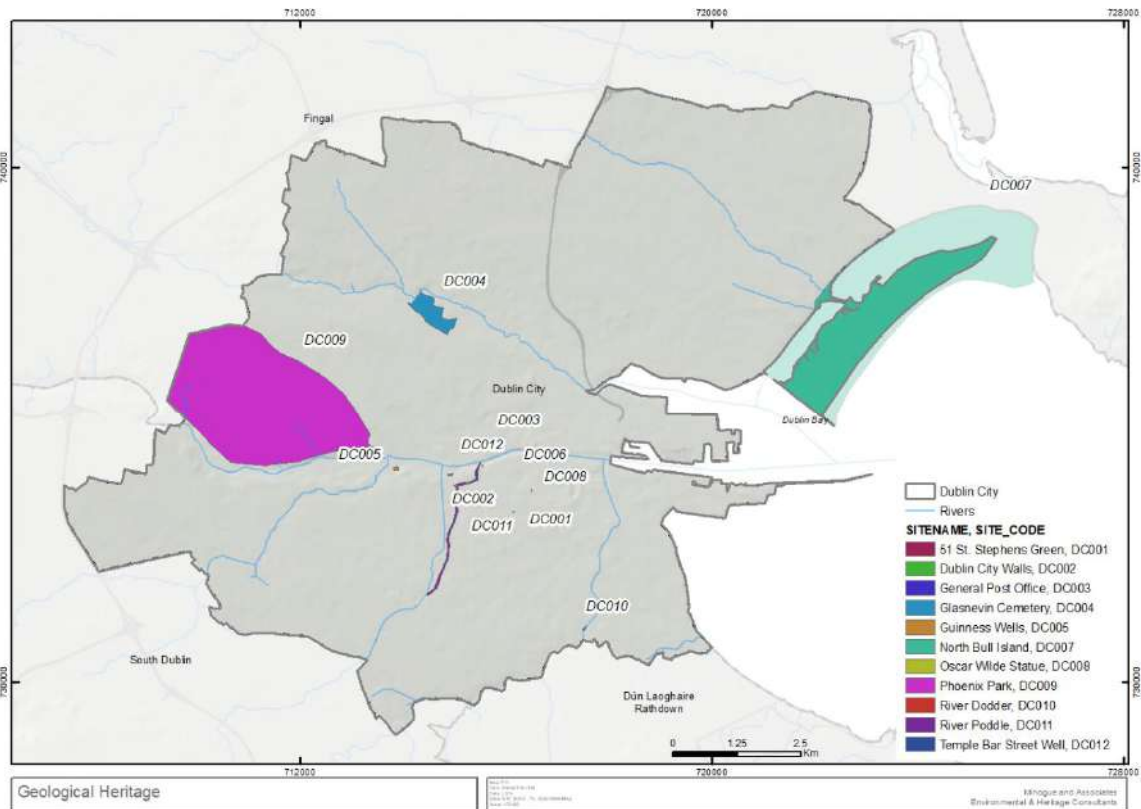 712000
720000
728000
740000
740000
Fingal
DC007
DC004
DC009
Dublin City
DC003
Dublin Bay
DC012
DC005
DC006
DC008
DC002
DC011
DC001
DC010
South Dublin
Dún Laoghaire
Rathdown
730000
730000
Dublin City
Rivers
SITENAME, SITE_CODE
51 St. Stephens Green, DC001
Dublin City Walls, DC002
General Post Office, DC003
Glasnevin Cemetery, DC004
Guinness Wells, DC005
North Bull Island, DC007
Oscar Wilde Statue, DC008
Phoenix Park, DC009
River Dodder, DC010
River Poddle, DC011
Temple Bar Street Well, DC012
0 1.25 2.5
Km
712000
720000
728000
Geological Heritage
Minogue and Associates
Environmental & Heritage Consultants